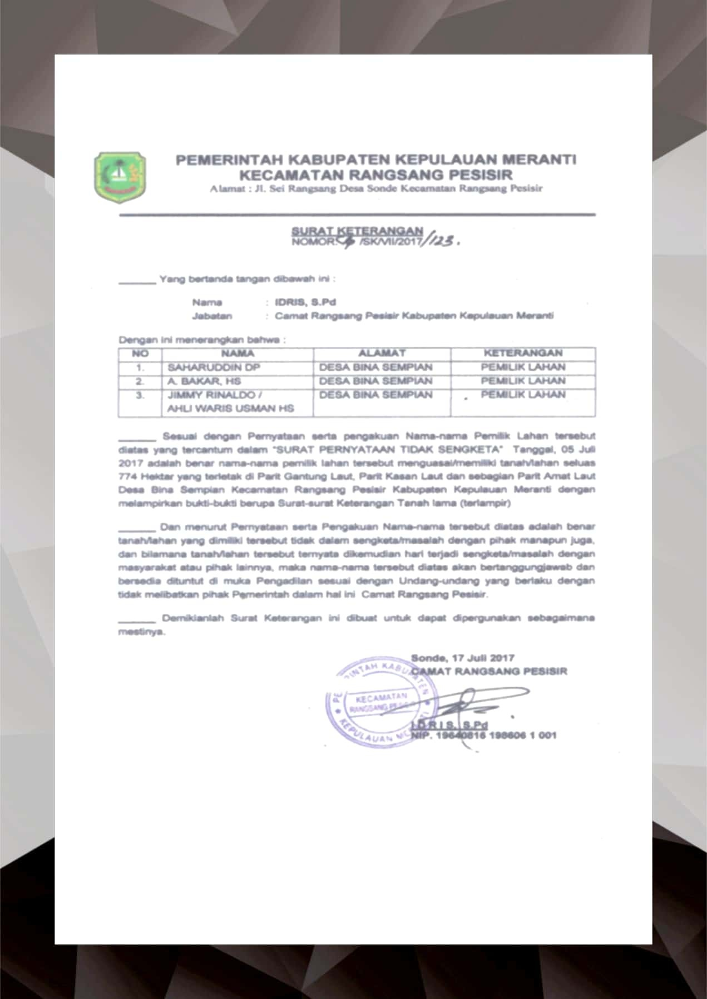 PEMERINTAH KABUPATEN KEPULAUAN MERANTI
KECAMATAN RANGSANG PESISIR
Alamat : Jl. Sei Rangsang Desa Sonde Kecamatan Rangsang Pesisir
SURAT KETERANGAN
NOMOR: /SK/VII/2017/123.
Yang bertanda tangan dibawah ini :
Nama : IDRIS, S.Pd
Jabatan : Camat Rangsang Pesisir Kabupaten Kepulauan Meranti
Dengan ini menerangkan bahwa :
NO NAMA ALAMAT KETERANGAN
1. SAHARUDDIN DP DESA BINA SEMPIAN PEMILIK LAHAN
2. A. BAKAR, HS DESA BINA SEMPIAN PEMILIK LAHAN
3. JIMMY RINALDO / DESA BINA SEMPIAN PEMILIK LAHAN
AHLI WARIS USMAN HS
Sesuai dengan Pernyataan serta pengakuan Nama-nama Pemilik Lahan tersebut
diatas yang tercantum dalam "SURAT PERNYATAAN TIDAK SENGKETA" Tanggal, 05 Juli
2017 adalah benar nama-nama pemilik lahan tersebut menguasai/memiliki tanah/lahan seluas
774 Hektar yang terletak di Parit Gantung Laut, Parit Kasan Laut dan sebagian Parit Amat Laut
Desa Bina Sempian Kecamatan Rangsang Pesisir Kabupaten Kepulauan Meranti dengan
melampirkan bukti-bukti berupa Surat-surat Keterangan Tanah lama (terlampir)
Dan menurut Pernyataan serta Pengakuan Nama-nama tersebut diatas adalah benar
tanah/lahan yang dimiliki tersebut tidak dalam sengketa/masalah dengan pihak manapun juga,
dan bilamana tanah/lahan tersebut ternyata dikemudian hari terjadi sengketa/masalah dengan
masyarakat atau pihak lainnya, maka nama-nama tersebut diatas akan bertanggungjawab dan
bersedia dituntut di muka Pengadilan sesuai dengan Undang-undang yang berlaku dengan
tidak melibatkan pihak Pemerintah dalam hal ini Camat Rangsang Pesisir.
Demikianlah Surat Keterangan ini dibuat untuk dapat dipergunakan sebagaimana
mestinya.
Sonde, 17 Juli 2017
CAMAT RANGSANG PESISIR
KECAMATAN
RANGSANG
KEPULAUAN
I D R I S, S.Pd
NIP. 19640816 198606 1 001